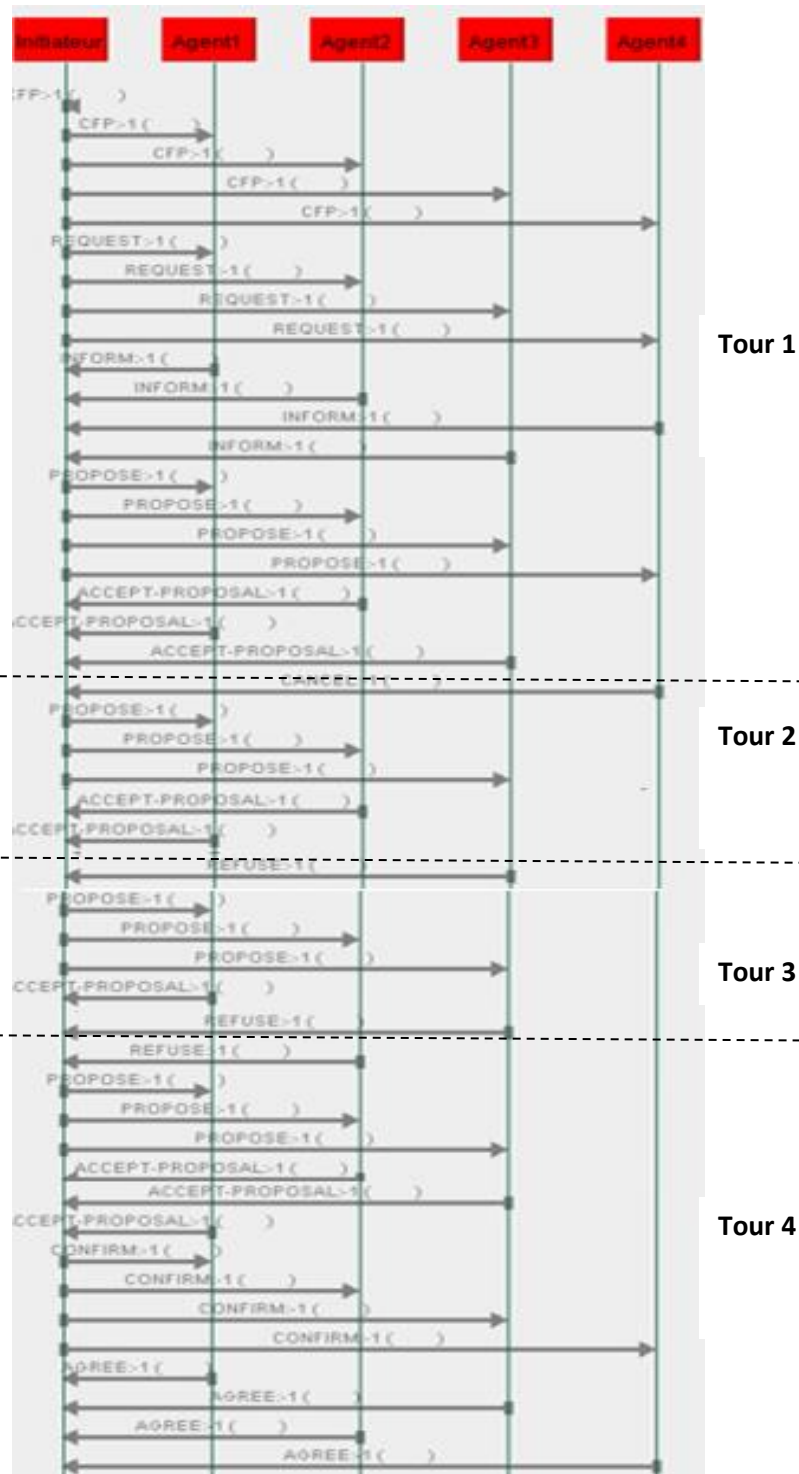 Initiateur Agent1 Agent2 Agent3 Agent4
CFP:-1 ( )
CFP:-1 ( )
CFP:-1 ( )
CFP:-1 ( )
CFP:-1 ( )
REQUEST:-1 ( )
REQUEST:-1 ( )
REQUEST:-1 ( )
REQUEST:-1 ( )
Tour 1
INFORM:-1 ( )
INFORM:-1 ( )
INFORM:-1 ( )
INFORM:-1 ( )
PROPOSE:-1 ( )
PROPOSE:-1 ( )
PROPOSE:-1 ( )
PROPOSE:-1 ( )
ACCEPT-PROPOSAL:-1 ( )
ACCEPT-PROPOSAL:-1 ( )
ACCEPT-PROPOSAL:-1 ( )
CANCEL:-1 ( )
PROPOSE:-1 ( )
Tour 2
PROPOSE:-1 ( )
PROPOSE:-1 ( )
ACCEPT-PROPOSAL:-1 ( )
ACCEPT-PROPOSAL:-1 ( )
REFUSE:-1 ( )
PROPOSE:-1 ( )
PROPOSE:-1 ( )
PROPOSE:-1 ( )
Tour 3
ACCEPT-PROPOSAL:-1 ( )
REFUSE:-1 ( )
REFUSE:-1 ( )
PROPOSE:-1 ( )
PROPOSE:-1 ( )
PROPOSE:-1 ( )
ACCEPT-PROPOSAL:-1 ( )
ACCEPT-PROPOSAL:-1 ( )
ACCEPT-PROPOSAL:-1 ( )
Tour 4
CONFIRM:-1 ( )
CONFIRM:-1 ( )
CONFIRM:-1 ( )
CONFIRM:-1 ( )
AGREE:-1 ( )
AGREE:-1 ( )
AGREE:-1 ( )
AGREE:-1 ( )